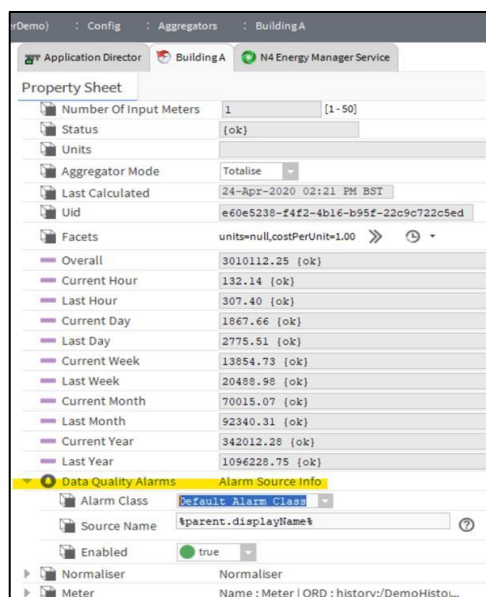 rDemo) : Config : Aggregators : Building A
Application Director Building A N4 Energy Manager Service
Property Sheet
Number Of Input Meters 1 [1 - 50]
Status {ok}
Units
Aggregator Mode Totalise
Last Calculated 24-Apr-2020 02:21 PM BST
Uid e60e5238-f4f2-4b16-b95f-22c9c722c5ed
Facets units=null,costPerUnit=1.00
Overall 3010112.25 {ok}
Current Hour 132.14 {ok}
Last Hour 307.40 {ok}
Current Day 1867.66 {ok}
Last Day 2775.51 {ok}
Current Week 13854.73 {ok}
Last Week 20488.98 {ok}
Current Month 70015.07 {ok}
Last Month 92340.31 {ok}
Current Year 342012.28 {ok}
Last Year 1096228.75 {ok}
Data Quality Alarms Alarm Source Info
Alarm Class Default Alarm Class
Source Name %parent.displayName%
Enabled true
Normaliser Normaliser
Meter Name : Meter | ORD : history:/DemoHisto...